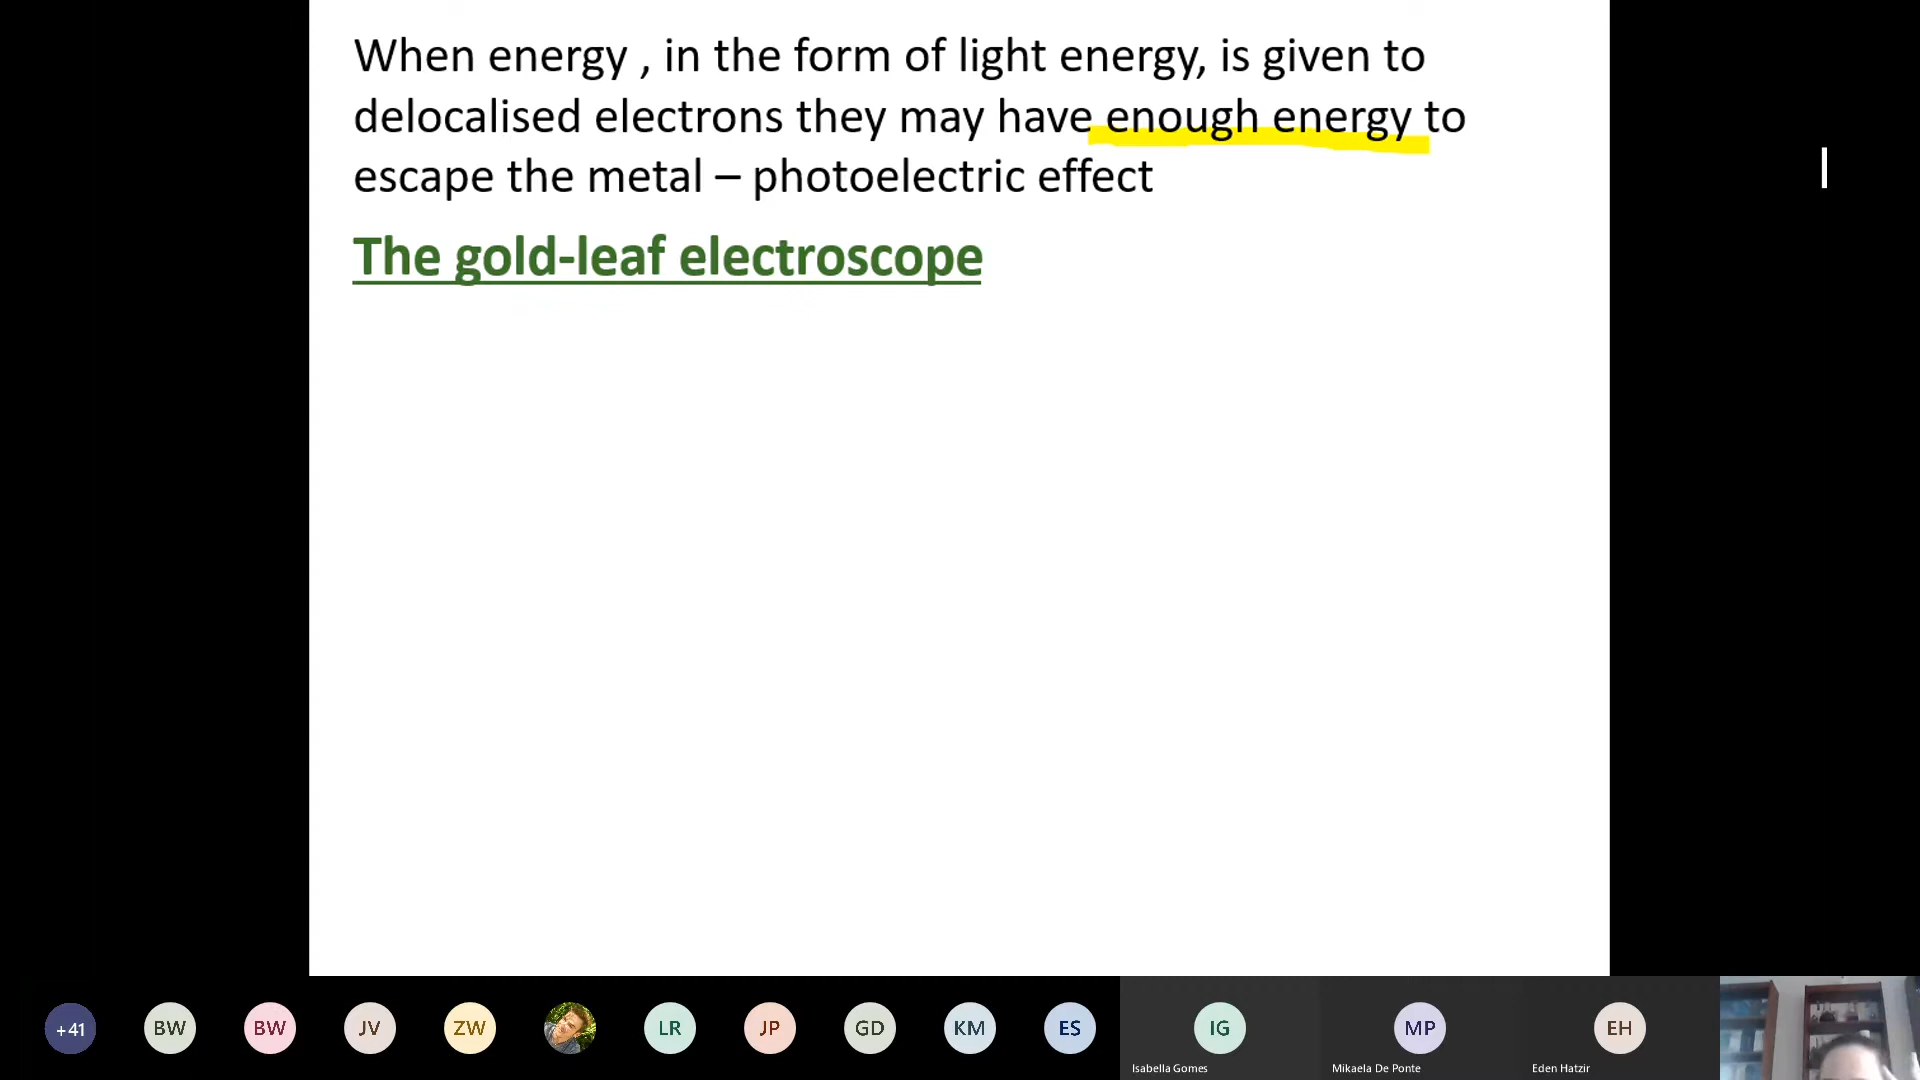 When energy , in the form of light energy, is given to
delocalised electrons they may have enough energy to
escape the metal – photoelectric effect
The gold-leaf electroscope
+41 BW BW JV ZW LR JP GD KM ES IG MP EH
Isabella Gomes Mikaela De Ponte Eden Hatzir